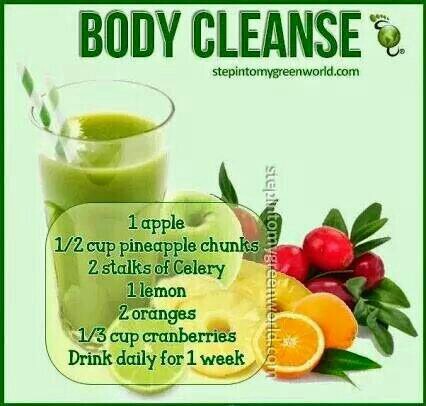 BODY CLEANSE
stepintomygreenworld.com
1 apple
1/2 cup pineapple chunks
2 stalks of Celery
1 lemon
2 oranges
1/3 cup cranberries
Drink daily for 1 week
stepintomygreenworld.com
®